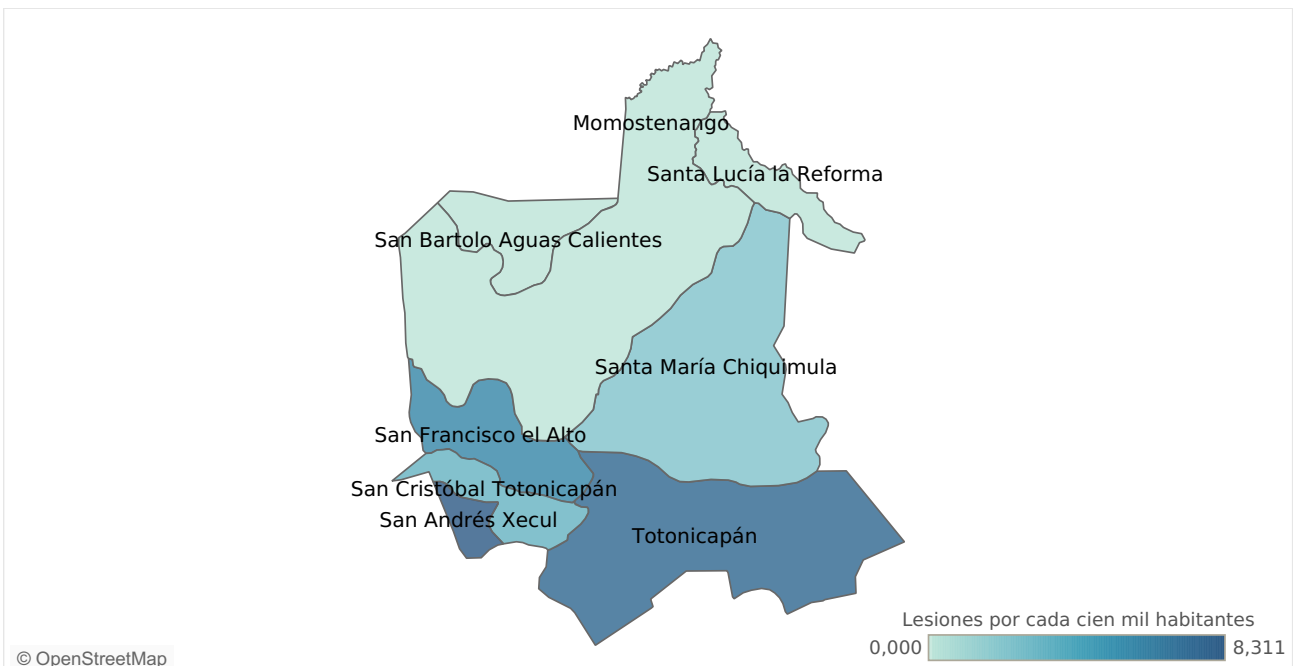 Momostenango
Santa Lucía la Reforma
San Bartolo Aguas Calientes
Santa María Chiquimula
San Francisco el Alto
San Cristóbal Totonicapán
San Andrés Xecul
Totonicapán
Lesiones por cada cien mil habitantes
0,000 8,311
© OpenStreetMap